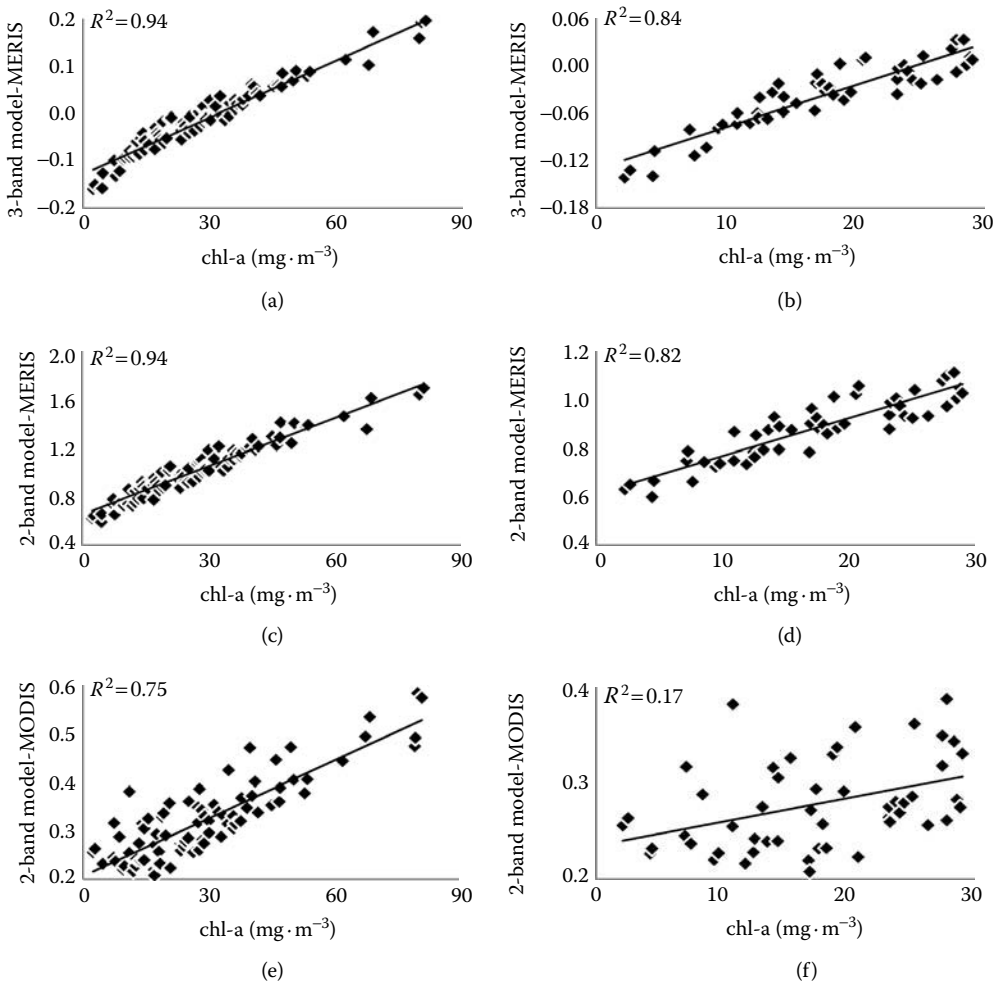 3-band model-MERIS
R²=0.94
0.2
0.1
0.0
−0.1
−0.2
0 30 60 90
chl-a (mg·m⁻³)
(a)
3-band model-MERIS
R²=0.84
0.06
0.00
−0.06
−0.12
−0.18
0 10 20 30
chl-a (mg·m⁻³)
(b)
2-band model-MERIS
R²=0.94
2.0
1.6
1.2
0.8
0.4
0 30 60 90
chl-a (mg·m⁻³)
(c)
2-band model-MERIS
R²=0.82
1.2
1.0
0.8
0.6
0.4
0 10 20 30
chl-a (mg·m⁻³)
(d)
2-band model-MODIS
R²=0.75
0.6
0.5
0.4
0.3
0.2
0 30 60 90
chl-a (mg·m⁻³)
(e)
2-band model-MODIS
R²=0.17
0.4
0.3
0.2
0 10 20 30
chl-a (mg·m⁻³)
(f)